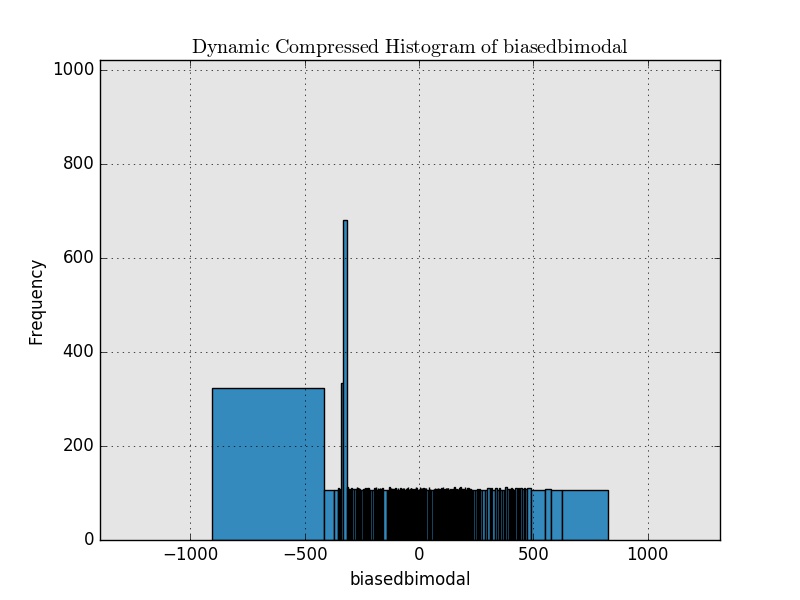 Dynamic Compressed Histogram of biasedbimodal
1000
800
600
400
200
0
Frequency
−1000 −500 0 500 1000
biasedbimodal